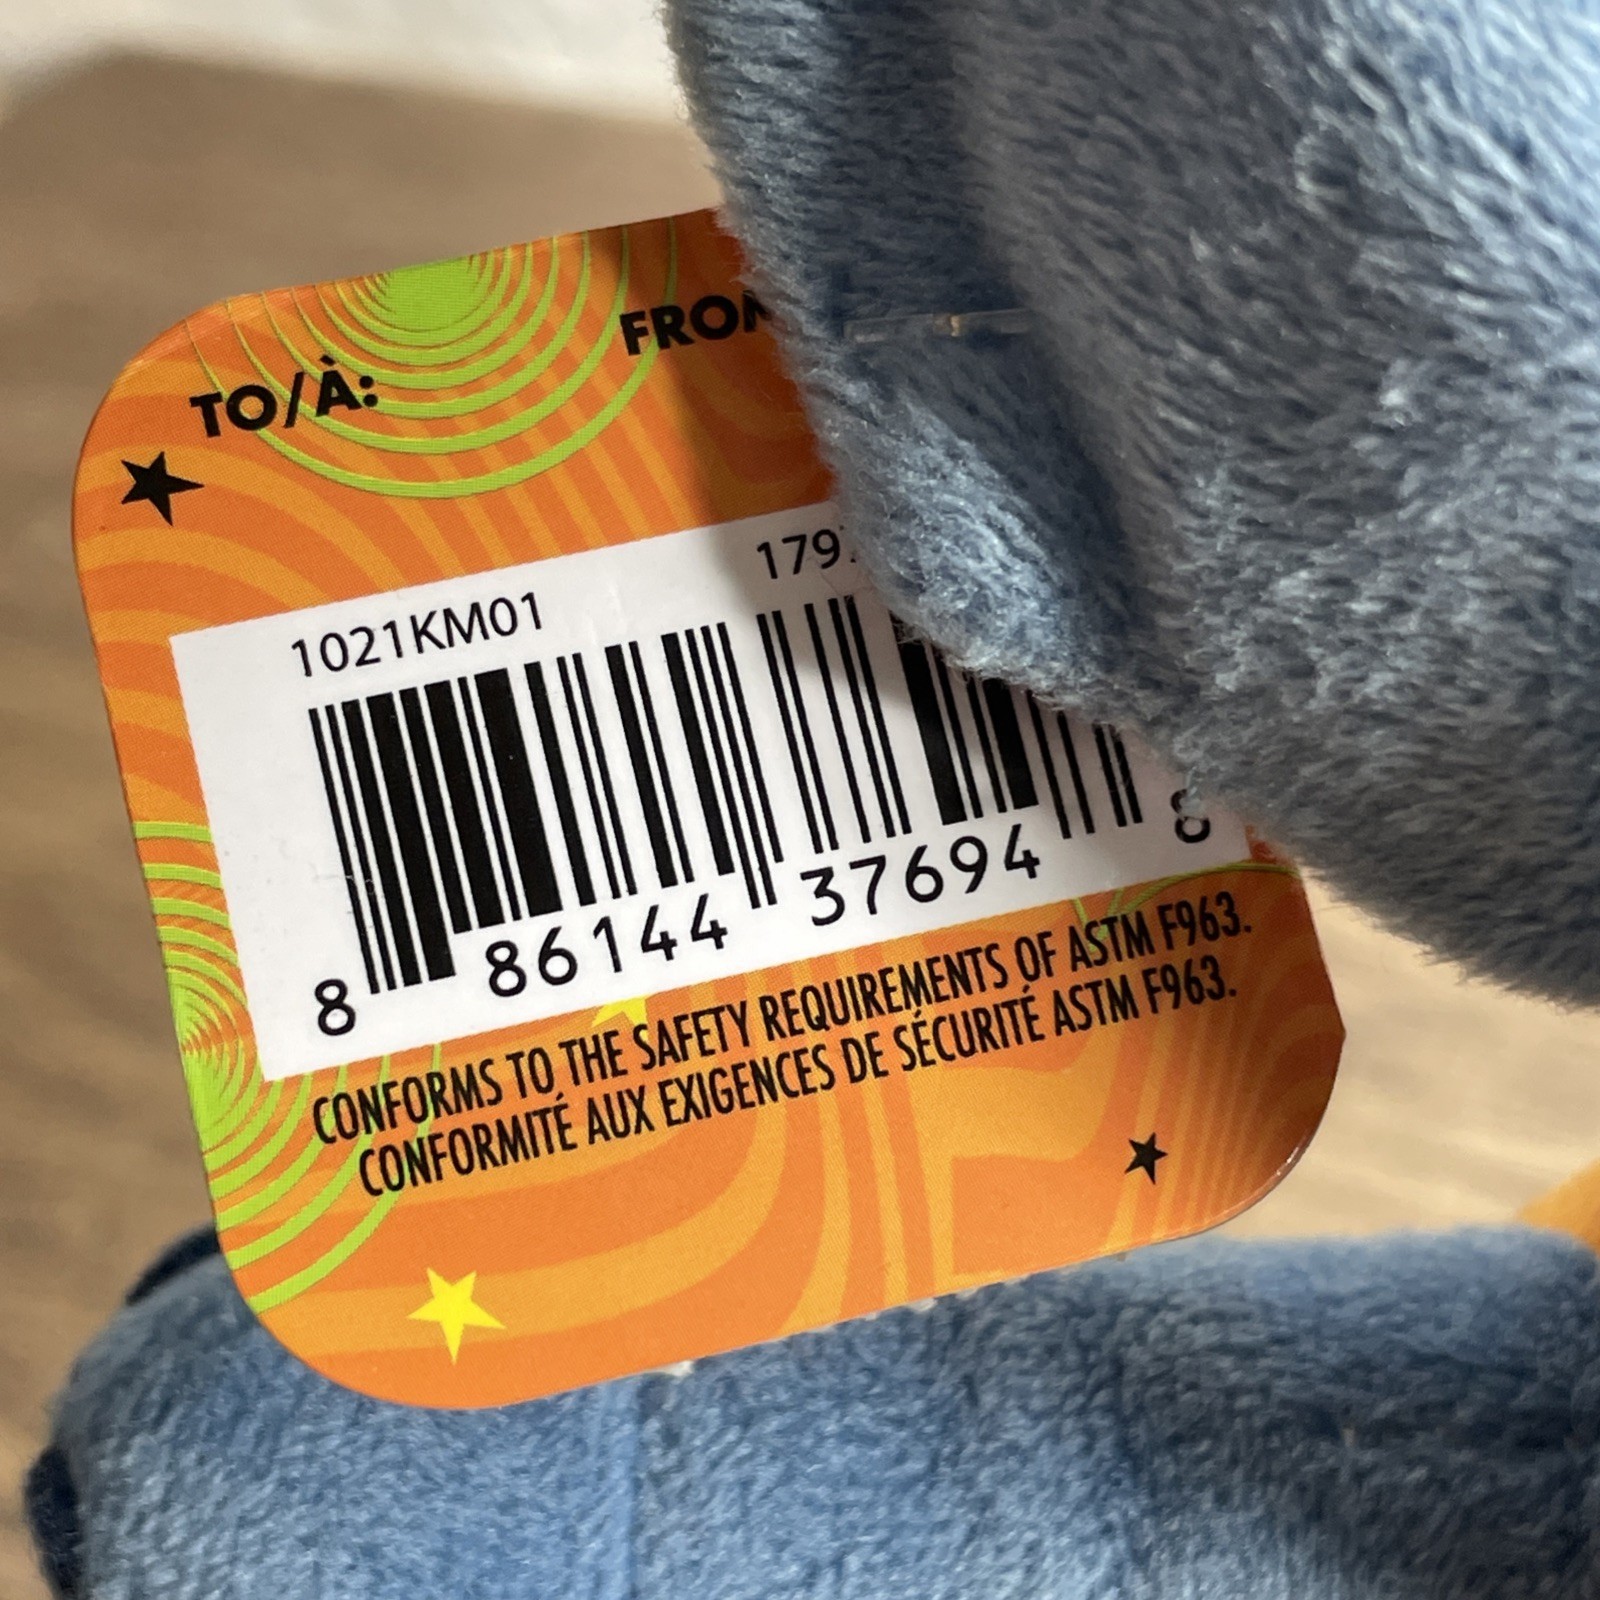 TO/À:
1021KM01
8 86144 37694 8
CONFORMS TO THE SAFETY REQUIREMENTS OF ASTM F963.
CONFORMITÉ AUX EXIGENCES DE SÉCURITÉ ASTM F963.